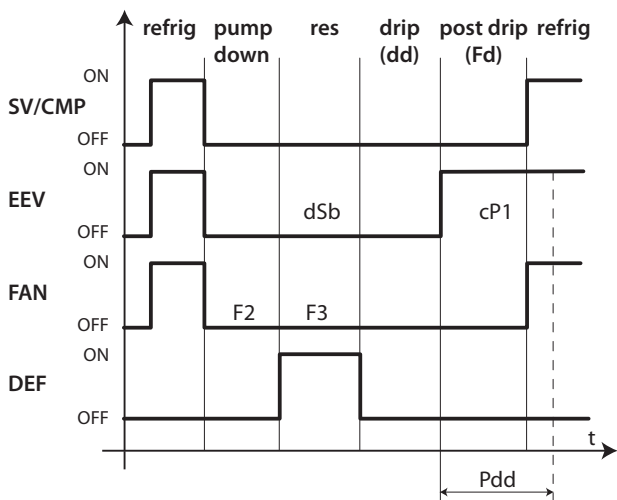 refrig pump down res drip (dd) post drip (Fd) refrig
ON
SV/CMP
OFF
ON
EEV
dSb cP1
OFF
ON
FAN
F2 F3
OFF
ON
DEF
OFF
t
Pdd